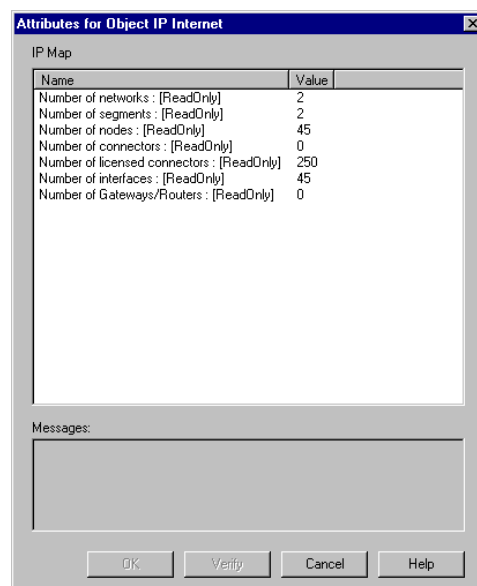 Attributes for Object IP Internet
IP Map
Name Value
Number of networks : [ReadOnly] 2
Number of segments : [ReadOnly] 2
Number of nodes : [ReadOnly] 45
Number of connectors : [ReadOnly] 0
Number of licensed connectors : [ReadOnly] 250
Number of interfaces : [ReadOnly] 45
Number of Gateways/Routers : [ReadOnly] 0
Messages:
OK Verify Cancel Help